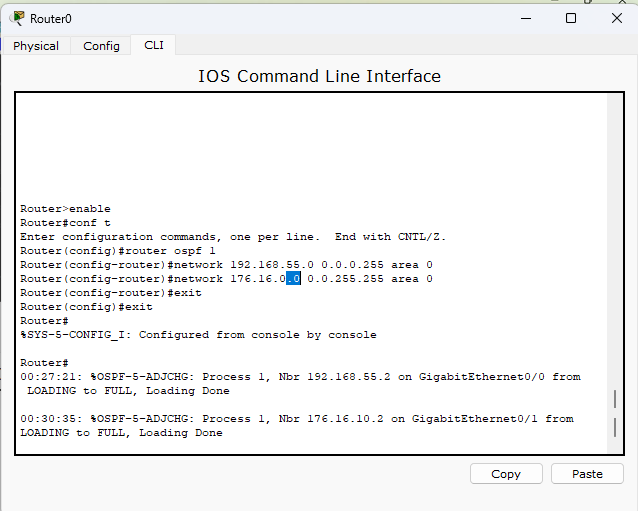 Router0
Physical Config CLI
IOS Command Line Interface
Router>enable
Router#conf t
Enter configuration commands, one per line.  End with CNTL/Z.
Router(config)#router ospf 1
Router(config-router)#network 192.168.55.0 0.0.0.255 area 0
Router(config-router)#network 176.16.0.0 0.0.255.255 area 0
Router(config-router)#exit
Router(config)#exit
Router#
%SYS-5-CONFIG_I: Configured from console by console
Router#
00:27:21: %OSPF-5-ADJCHG: Process 1, Nbr 192.168.55.2 on GigabitEthernet0/0 from
LOADING to FULL, Loading Done
00:30:35: %OSPF-5-ADJCHG: Process 1, Nbr 176.16.10.2 on GigabitEthernet0/1 from
LOADING to FULL, Loading Done
Copy Paste